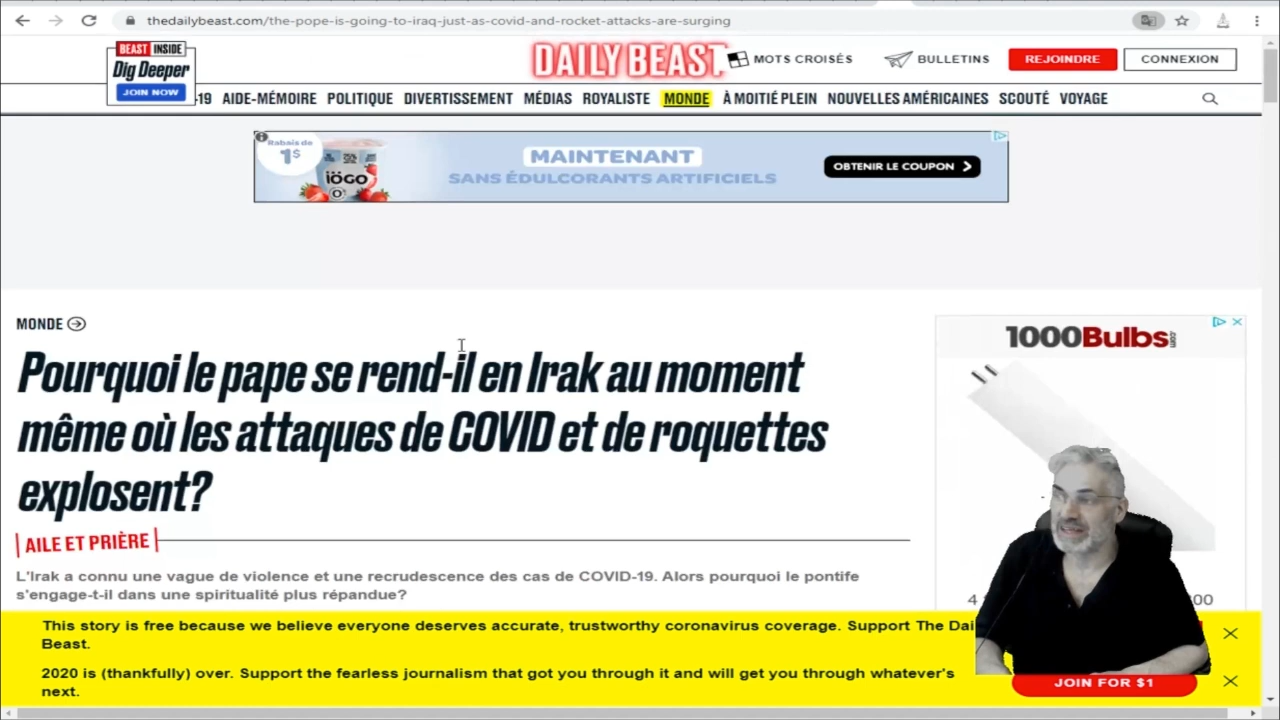 thedailybeast.com/the-pope-is-going-to-iraq-just-as-covid-and-rocket-attacks-are-surging
BEAST INSIDE
Dig Deeper
JOIN NOW
DAILY BEAST
MOTS CROISÉS
BULLETINS
REJOINDRE
CONNEXION
-19 AIDE-MÉMOIRE POLITIQUE DIVERTISSEMENT MÉDIAS ROYALISTE MONDE À MOITIÉ PLEIN NOUVELLES AMÉRICAINES SCOUTÉ VOYAGE
Rabais de
1$
iÖGO
0%
MAINTENANT
SANS ÉDULCORANTS ARTIFICIELS
OBTENIR LE COUPON
MONDE
1000Bulbs.com
Pourquoi le pape se rend-il en Irak au moment
même où les attaques de COVID et de roquettes
explosent?
AILE ET PRIÈRE
L'Irak a connu une vague de violence et une recrudescence des cas de COVID-19. Alors pourquoi le pontife
s'engage-t-il dans une spiritualité plus répandue?
4
00
This story is free because we believe everyone deserves accurate, trustworthy coronavirus coverage. Support The Dai
Beast.
2020 is (thankfully) over. Support the fearless journalism that got you through it and will get you through whatever's
next.
JOIN FOR $1